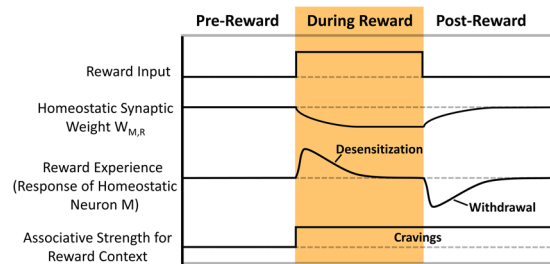 Pre-Reward During Reward Post-Reward
Reward Input
Homeostatic Synaptic
Weight W_M,R
Desensitization
Reward Experience
(Response of Homeostatic
Neuron M)
Withdrawal
Associative Strength for
Reward Context
Cravings